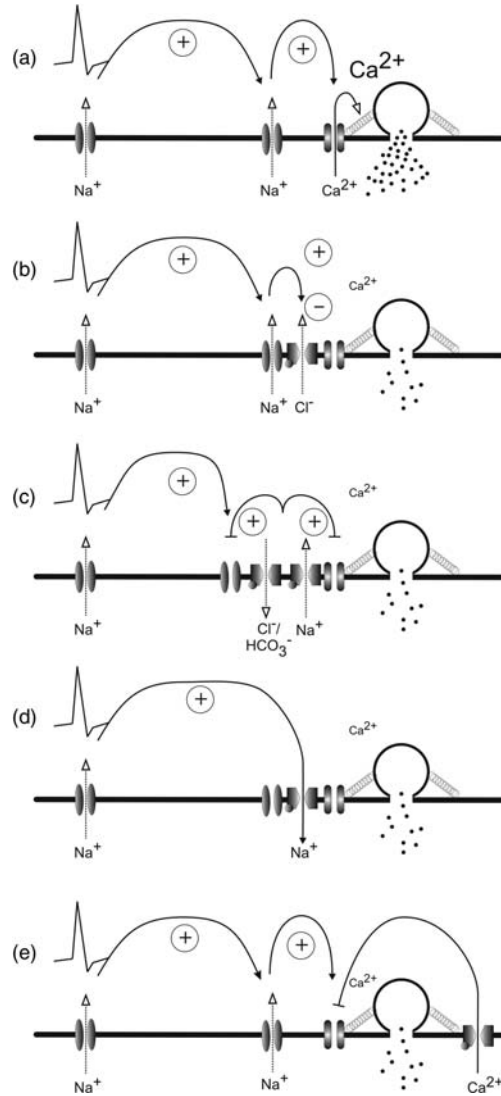 (a)
+
+
Ca2+
Na+
Na+
Ca2+
(b)
+
+
−
Ca2+
Na+
Na+ Cl-
(c)
+
+
+
Ca2+
Na+
Cl-/
HCO3-
Na+
(d)
+
Ca2+
Na+
Na+
(e)
+
+
Ca2+
Na+
Na+
Ca2+